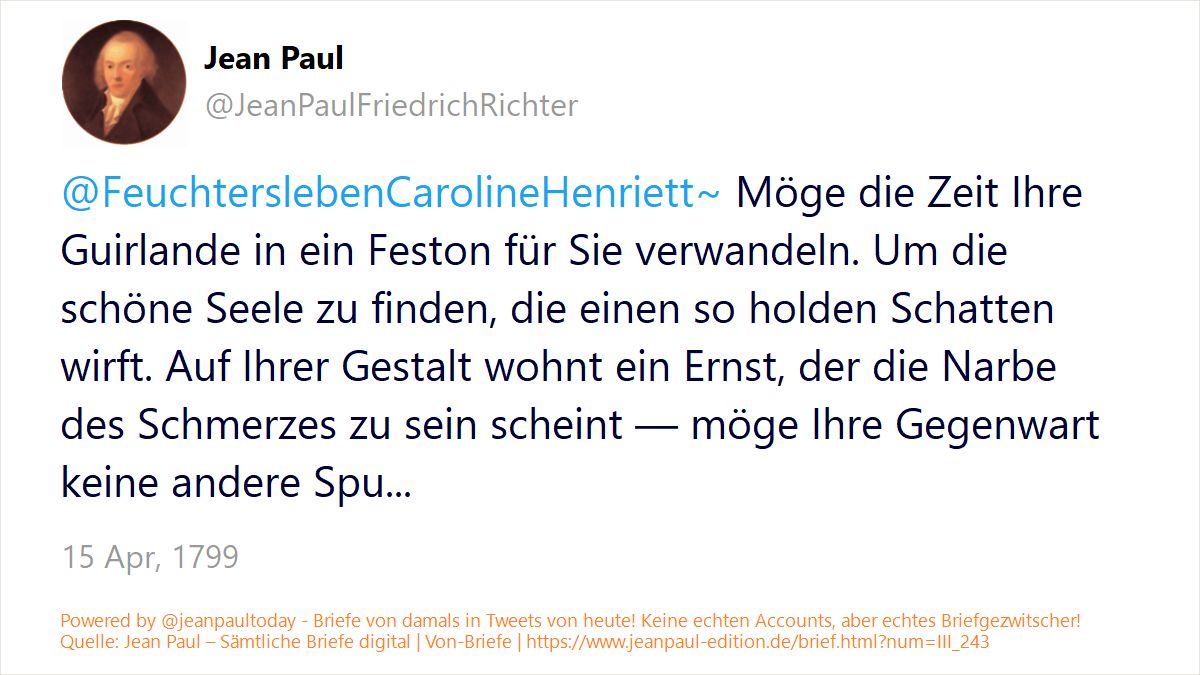 Jean Paul
@JeanPaulFriedrichRichter
@FeuchterslebenCarolineHenriett~ Möge die Zeit Ihre
Guirlande in ein Feston für Sie verwandeln. Um die
schöne Seele zu finden, die einen so holden Schatten
wirft. Auf Ihrer Gestalt wohnt ein Ernst, der die Narbe
des Schmerzes zu sein scheint — möge Ihre Gegenwart
keine andere Spu...
15 Apr, 1799
Powered by @jeanpaultoday - Briefe von damals in Tweets von heute! Keine echten Accounts, aber echtes Briefgezwitscher!
Quelle: Jean Paul – Sämtliche Briefe digital | Von-Briefe | https://www.jeanpaul-edition.de/brief.html?num=III_243